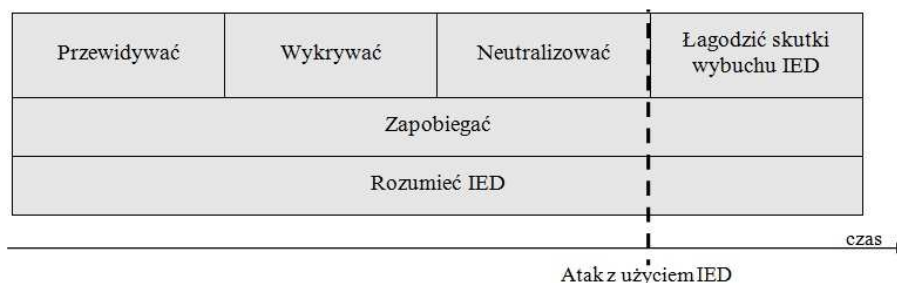 Przewidywać
Wykrywać
Neutralizować
Łagodzić skutki
wybuchu IED
Zapobiegać
Rozumieć IED
czas
Atak z użyciem IED